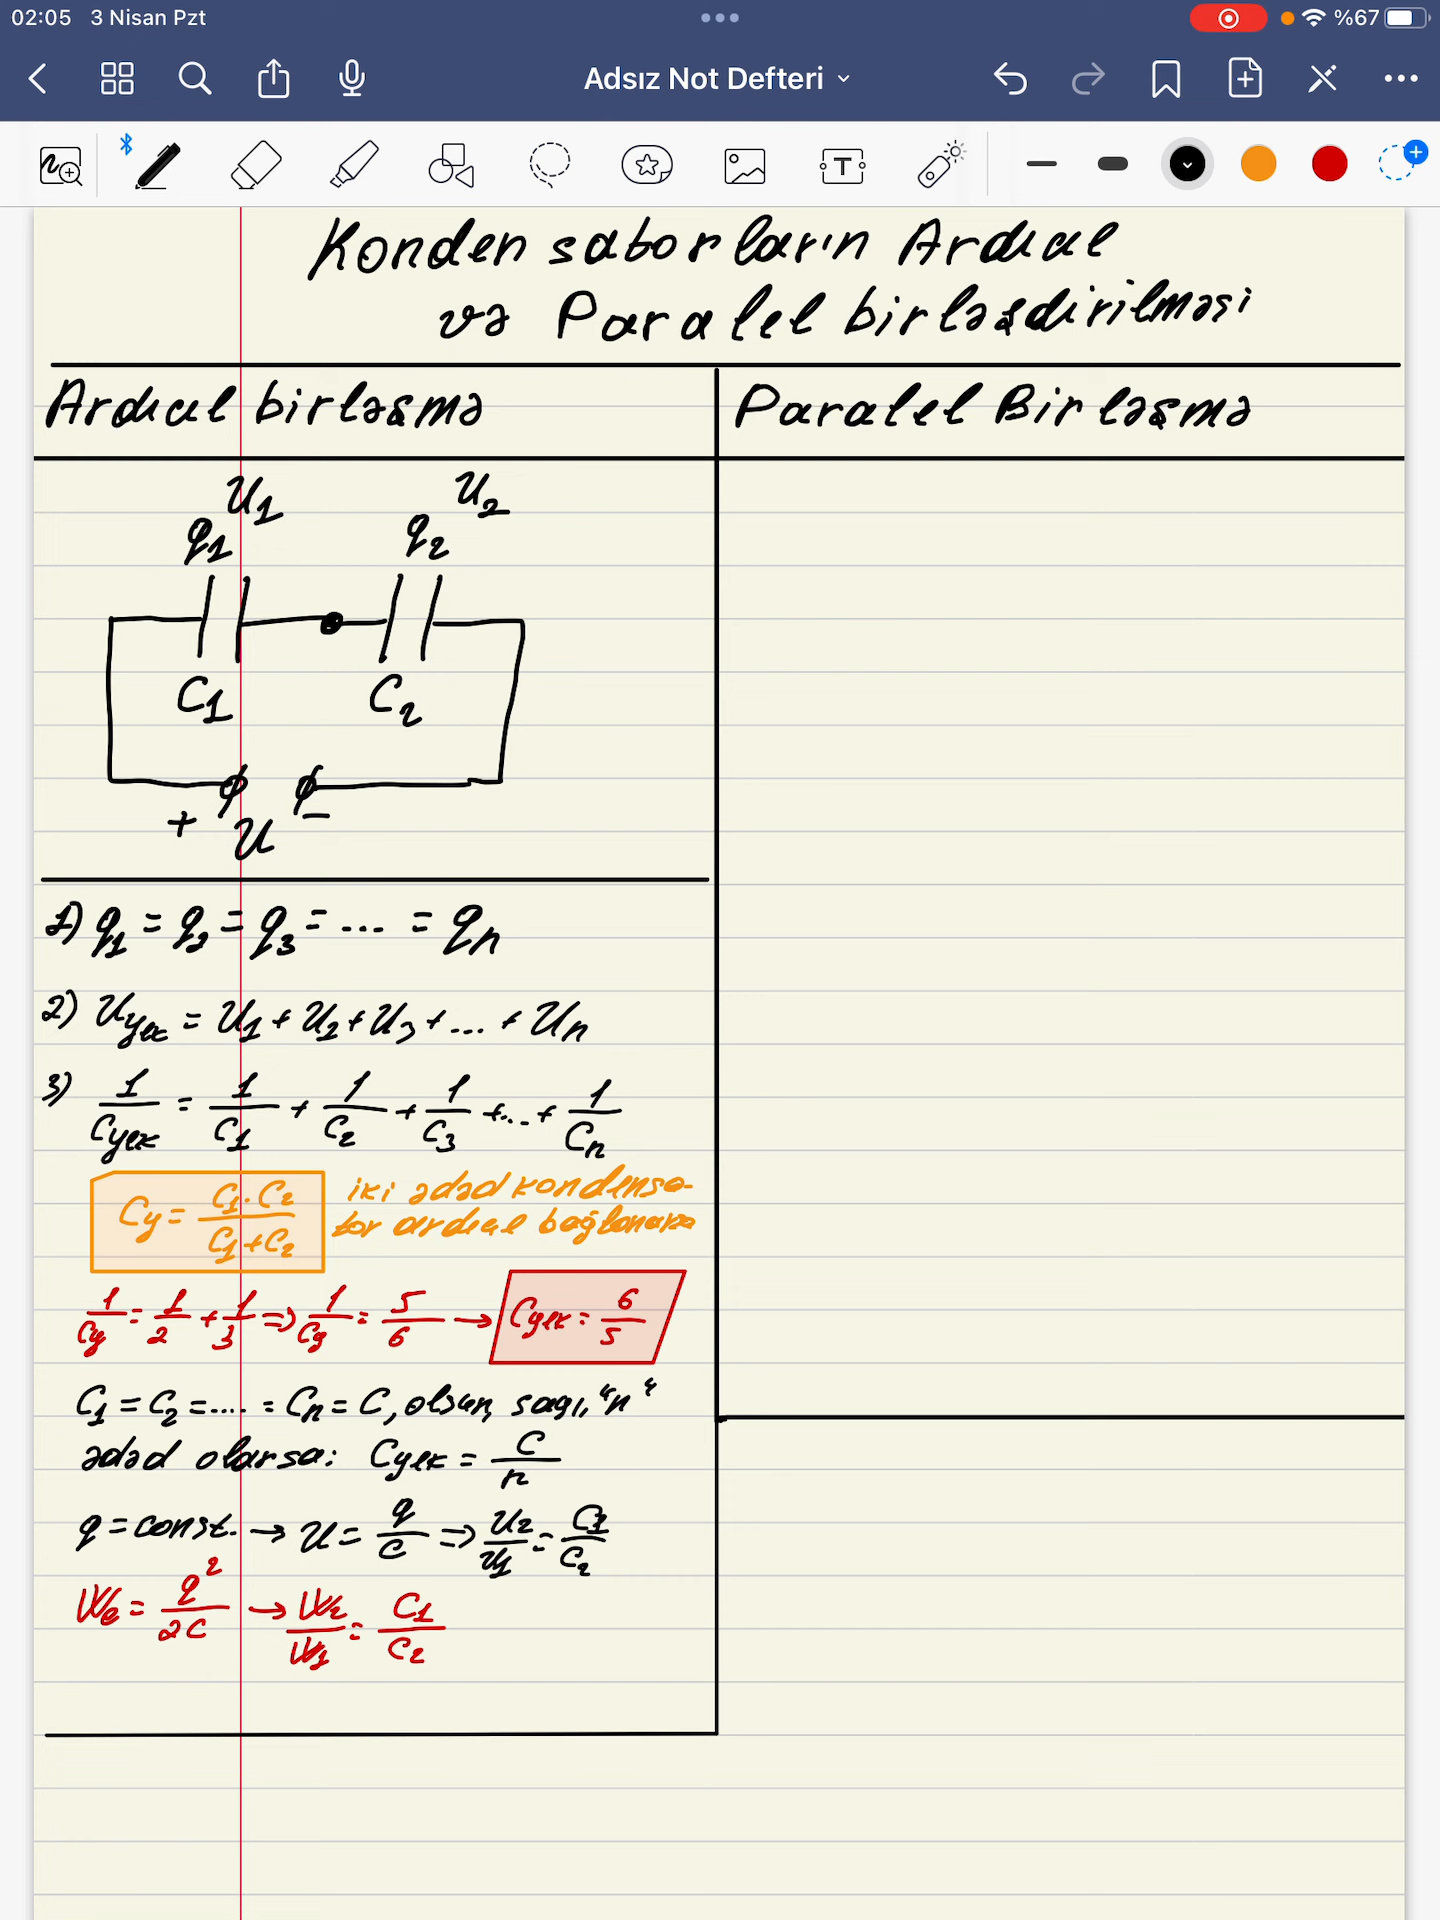 02:05 3 Nisan Pzt
%67
Adsız Not Defteri
T
Kondensatorların Ardıcıl
və Paralel birləşdirilməsi
Ardıcıl birləşmə
Paralel Birləşmə
U₁ U₂
q₁ q₂
C₁ C₂
+ U −
1) q₁ = q₂ = q₃ = ... = qₙ
2) Uyek = U₁ + U₂ + U₃ + ... + Uₙ
3) 1/Cyek = 1/C₁ + 1/C₂ + 1/C₃ + ... + 1/Cₙ
Cy = C₁·C₂/C₁+C₂
iki ədəd kondensa-
tor ardıcıl bağlanarsa
1/Cy = 1/2 + 1/3 => 1/Cy = 5/6 → Cyek = 6/5
C₁ = C₂ = .... = Cₙ = C, olsun, sayı, "n"
ədəd olarsa: Cyek = C/n
q = const. → U = q/C => U₂/U₁ = C₁/C₂
We = q²/2C → W₂/W₁ = C₁/C₂